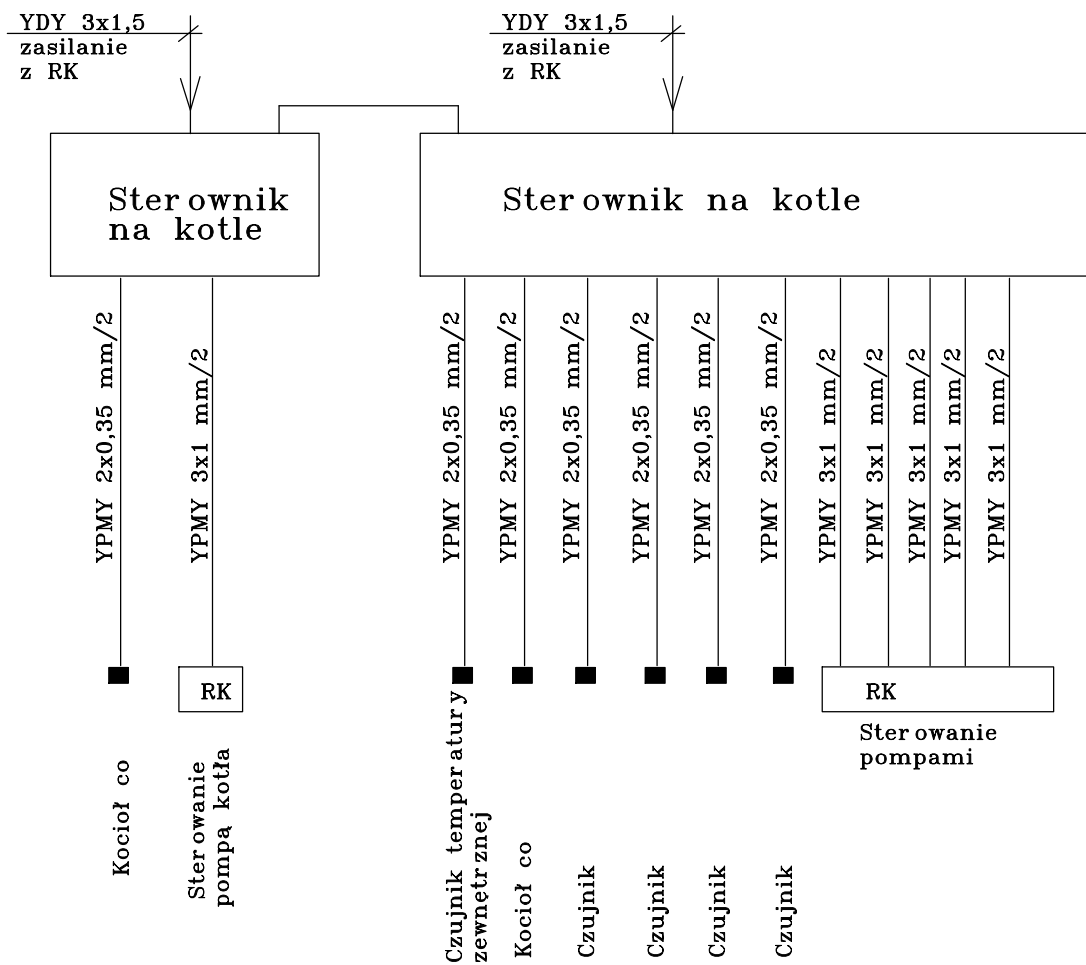 YDY 3x1,5
zasilanie
z RK
YDY 3x1,5
zasilanie
z RK
Sterownik
na kotle
Sterownik na kotle
YPMY 2x0,35 mm/2
YPMY 3x1 mm/2
YPMY 2x0,35 mm/2
YPMY 2x0,35 mm/2
YPMY 2x0,35 mm/2
YPMY 2x0,35 mm/2
YPMY 2x0,35 mm/2
YPMY 2x0,35 mm/2
YPMY 3x1 mm/2
YPMY 3x1 mm/2
YPMY 3x1 mm/2
YPMY 3x1 mm/2
YPMY 3x1 mm/2
RK
RK
Sterowanie
pompami
Kocioł co
Sterowanie
pompą kotła
Czujnik temperatury
zewnętrznej
Kocioł co
Czujnik
Czujnik
Czujnik
Czujnik